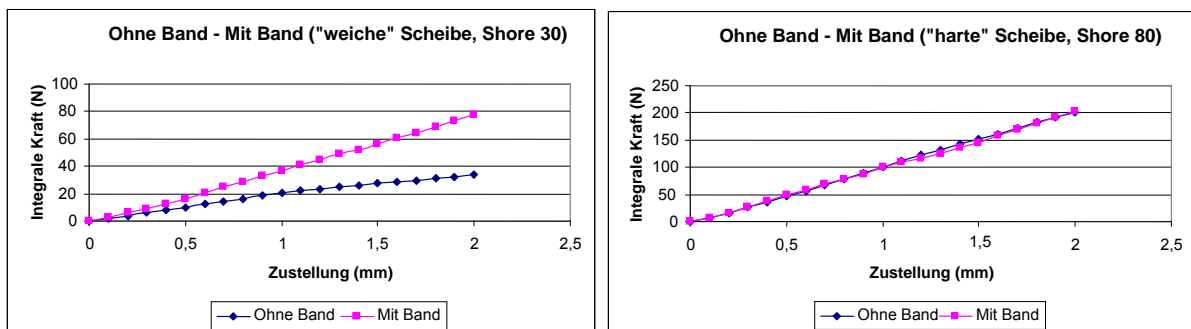 Ohne Band - Mit Band ("weiche" Scheibe, Shore 30)
Integrale Kraft (N)
100
80
60
40
20
0
0 0,5 1 1,5 2 2,5
Zustellung (mm)
Ohne Band Mit Band
Ohne Band - Mit Band ("harte" Scheibe, Shore 80)
Integrale Kraft (N)
250
200
150
100
50
0
0 0,5 1 1,5 2 2,5
Zustellung (mm)
Ohne Band Mit Band